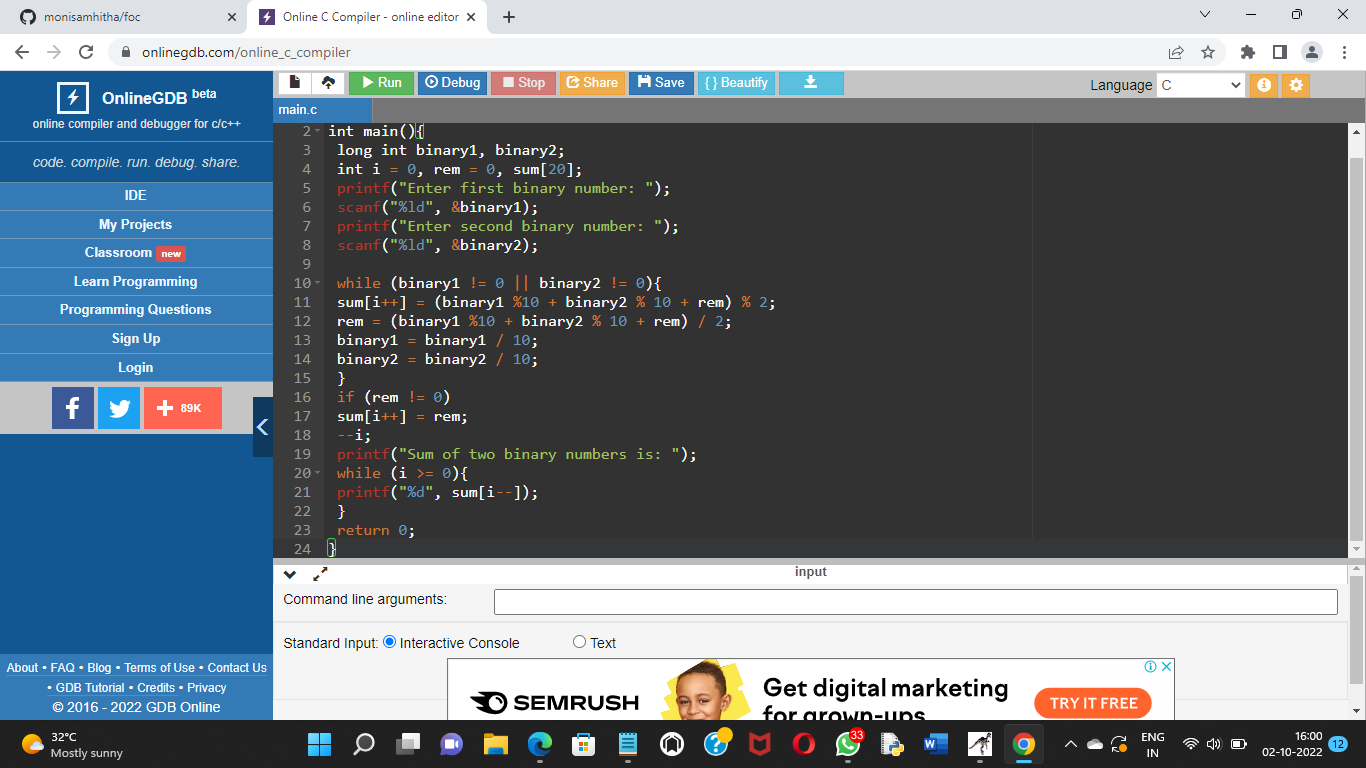 monisamhitha/foc
Online C Compiler - online editor
onlinegdb.com/online_c_compiler
OnlineGDB beta
online compiler and debugger for c/c++
code. compile. run. debug. share.
IDE
My Projects
Classroom new
Learn Programming
Programming Questions
Sign Up
Login
89K
About • FAQ • Blog • Terms of Use • Contact Us
• GDB Tutorial • Credits • Privacy
© 2016 - 2022 GDB Online
Run Debug Stop Share Save { } Beautify
Language C
main.c
2 int main(){
3 long int binary1, binary2;
4 int i = 0, rem = 0, sum[20];
5 printf("Enter first binary number: ");
6 scanf("%ld", &binary1);
7 printf("Enter second binary number: ");
8 scanf("%ld", &binary2);
9
10 while (binary1 != 0 || binary2 != 0){
11 sum[i++] = (binary1 %10 + binary2 % 10 + rem) % 2;
12 rem = (binary1 %10 + binary2 % 10 + rem) / 2;
13 binary1 = binary1 / 10;
14 binary2 = binary2 / 10;
15 }
16 if (rem != 0)
17 sum[i++] = rem;
18 --i;
19 printf("Sum of two binary numbers is: ");
20 while (i >= 0){
21 printf("%d", sum[i--]);
22 }
23 return 0;
24 }
input
Command line arguments:
Standard Input: Interactive Console Text
SEMRUSH
Get digital marketing
for grown-ups
TRY IT FREE
32°C
Mostly sunny
33
ENG
IN
16:00
02-10-2022
12